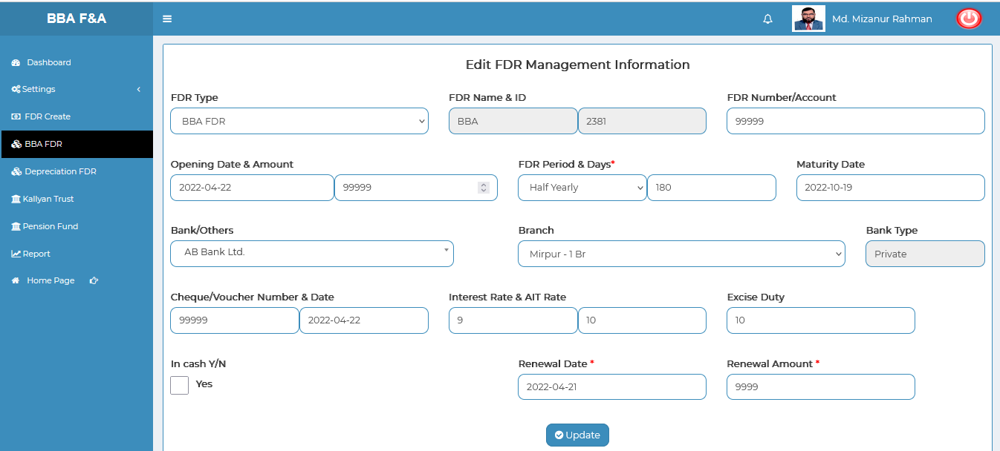 BBA F&A
Md. Mizanur Rahman
Dashboard
Settings
FDR Create
BBA FDR
Depreciation FDR
Kallyan Trust
Pension Fund
Report
Home Page
Edit FDR Management Information
FDR Type FDR Name & ID FDR Number/Account
BBA FDR BBA 2381 99999
Opening Date & Amount FDR Period & Days* Maturity Date
2022-04-22 99999 Half Yearly 180 2022-10-19
Bank/Others Branch Bank Type
AB Bank Ltd. Mirpur - 1 Br Private
Cheque/Voucher Number & Date Interest Rate & AIT Rate Excise Duty
99999 2022-04-22 9 10 10
In cash Y/N Renewal Date * Renewal Amount *
Yes 2022-04-21 9999
Update